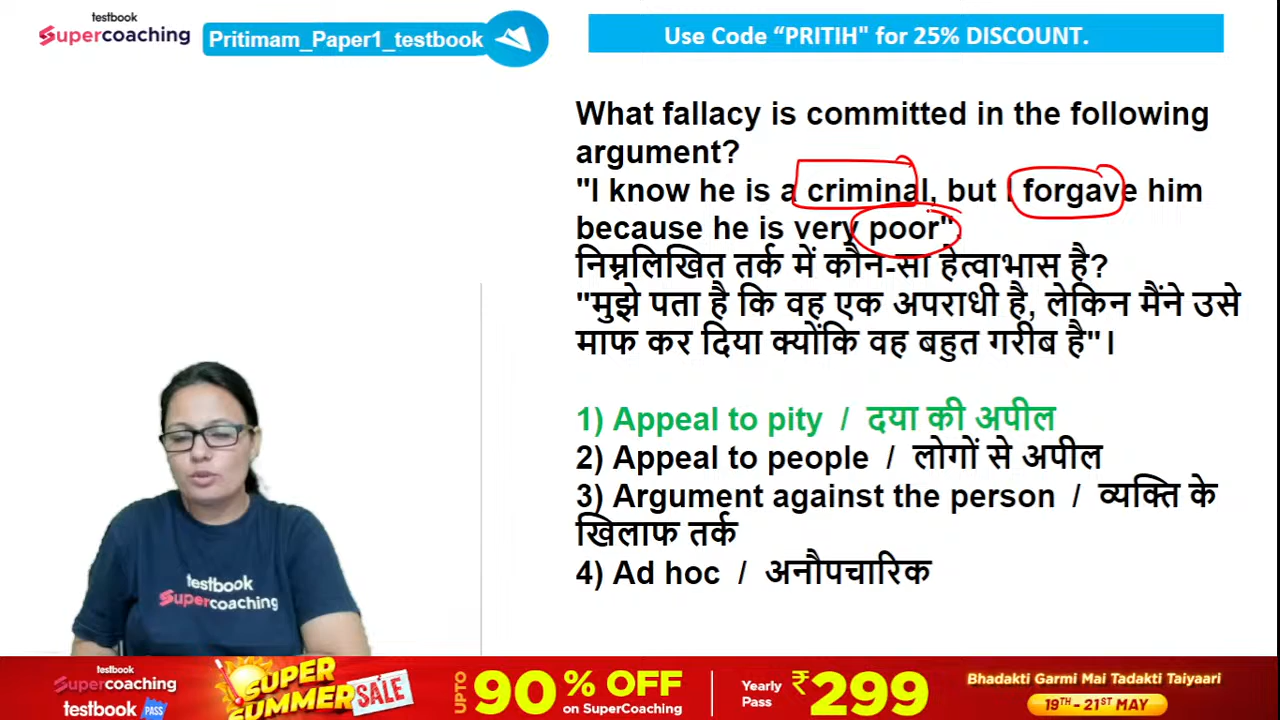 testbook
Supercoaching
Pritimam_Paper1_testbook
Use Code “PRITIH" for 25% DISCOUNT.
What fallacy is committed in the following
argument?
"I know he is a criminal, but I forgave him
because he is very poor".
निम्नलिखित तर्क में कौन-सा हेत्वाभास है?
"मुझे पता है कि वह एक अपराधी है, लेकिन मैंने उसे
माफ कर दिया क्योंकि वह बहुत गरीब है"।
1) Appeal to pity / दया की अपील
2) Appeal to people / लोगों से अपील
3) Argument against the person / व्यक्ति के
खिलाफ तर्क
4) Ad hoc / अनौपचारिक
testbook
Supercoaching
testbook
Supercoaching
testbook PASS
SUPER
SUMMER SALE
UPTO 90% OFF
on SuperCoaching
Yearly
Pass
₹299
Bhadakti Garmi Mai Tadakti Taiyaari
19TH - 21ST MAY